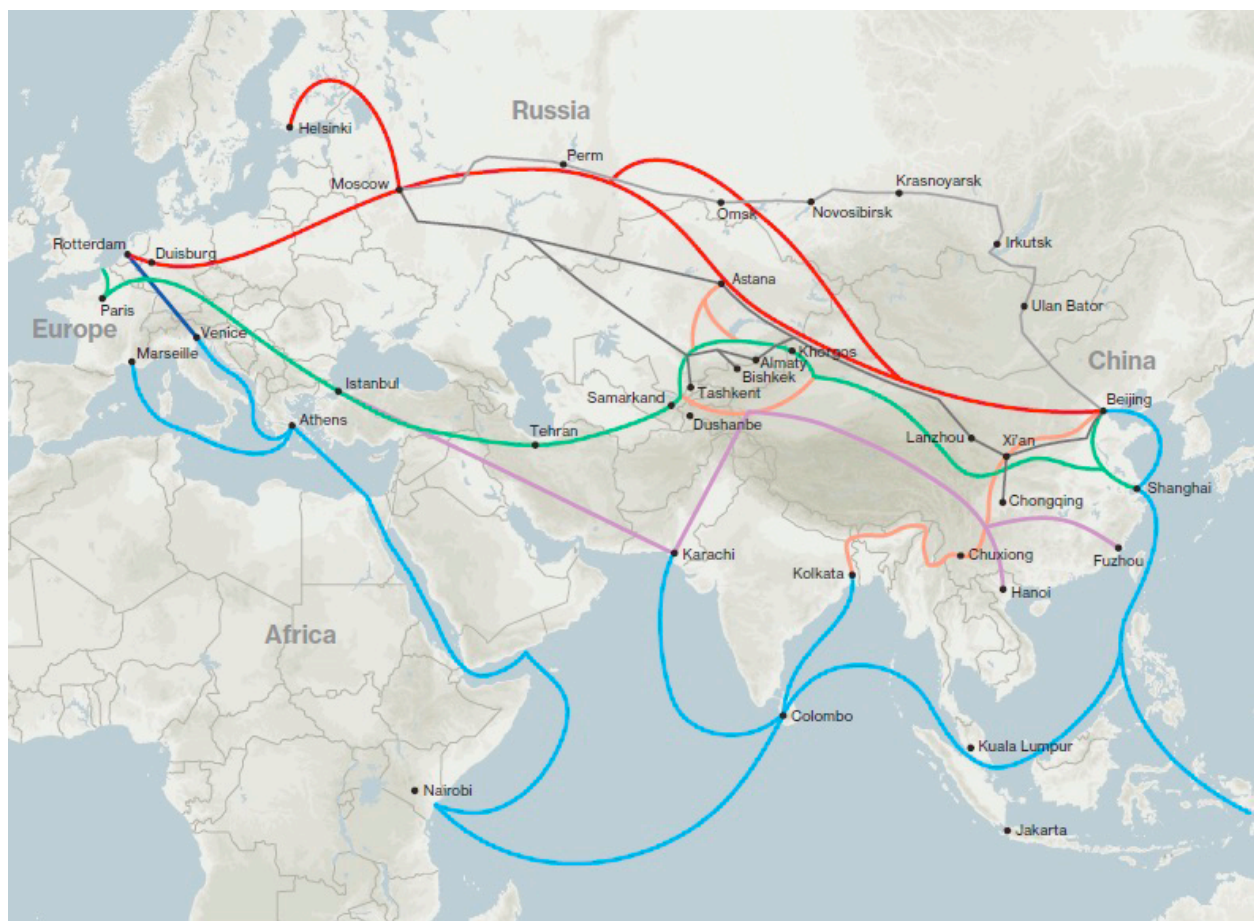 Russia
Helsinki
Perm
Moscow
Krasnoyarsk
Omsk
Novosibirsk
Irkutsk
Rotterdam
Duisburg
Astana
Paris
Ulan Bator
Europe
Venice
Marseille
Khorgos
Almaty
China
Bishkek
Istanbul
Tashkent
Samarkand
Beijing
Athens
Dushanbe
Tehran
Lanzhou
Xi'an
Shanghai
Chongqing
Karachi
Chuxiong
Fuzhou
Kolkata
Hanoi
Africa
Colombo
Kuala Lumpur
Nairobi
Jakarta